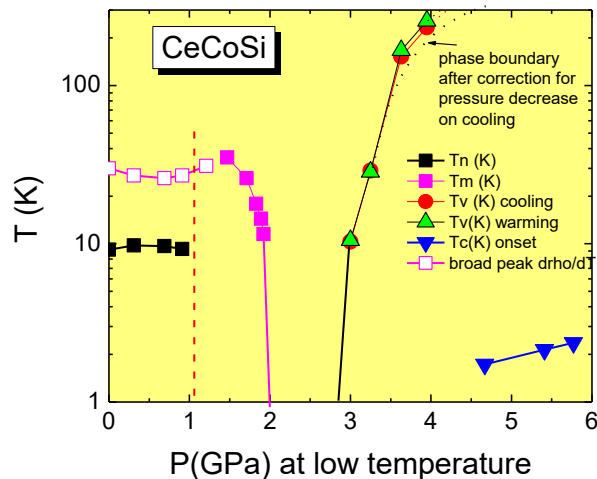 CeCoSi
100
10
1
T (K)
phase boundary
after correction for
pressure decrease
on cooling
Tn (K)
Tm (K)
Tv (K) cooling
Tv(K) warming
Tc(K) onset
broad peak drho/dT
0
1
2
3
4
5
6
P(GPa) at low temperature